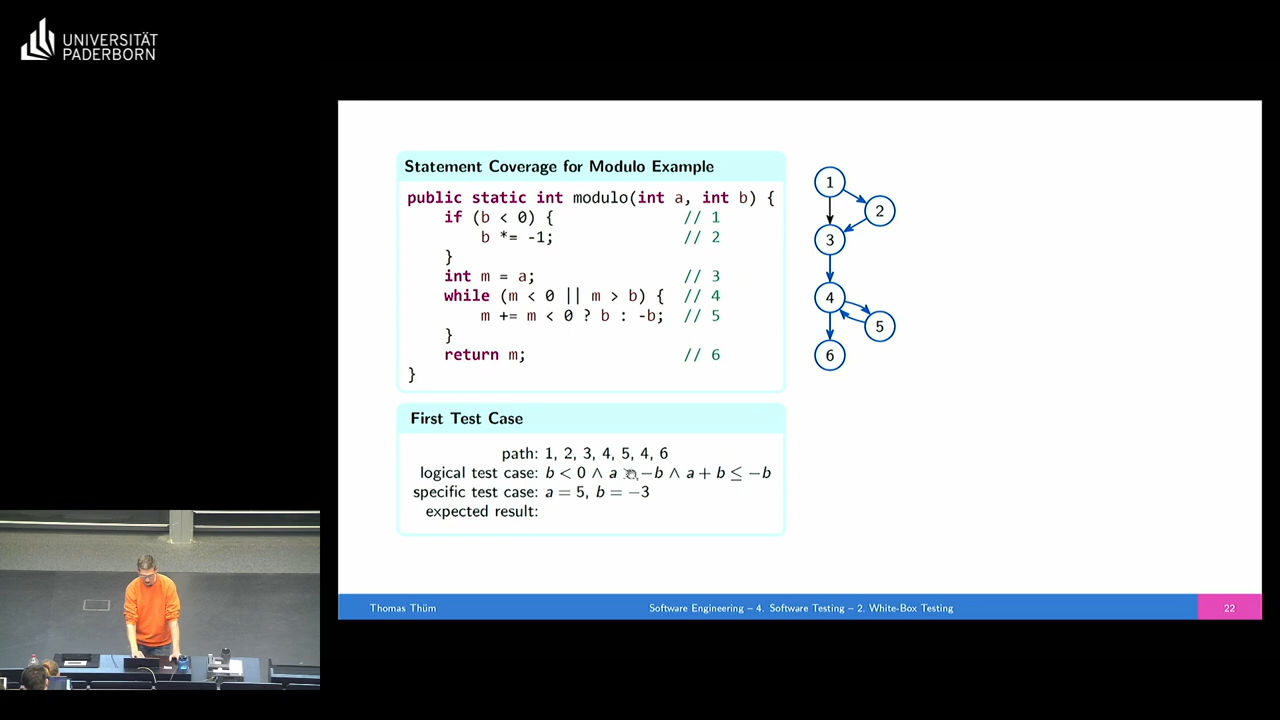 UNIVERSITÄT
PADERBORN
Statement Coverage for Modulo Example
public static int modulo(int a, int b) {
if (b < 0) { // 1
b *= -1; // 2
}
int m = a; // 3
while (m < 0 || m > b) { // 4
m += m < 0 ? b : -b; // 5
}
return m; // 6
}
1
2
3
4
5
6
First Test Case
path: 1, 2, 3, 4, 5, 4, 6
logical test case: b < 0 ∧ a −b ∧ a + b ≤ −b
specific test case: a = 5, b = −3
expected result:
Thomas Thüm
Software Engineering – 4. Software Testing – 2. White-Box Testing
22